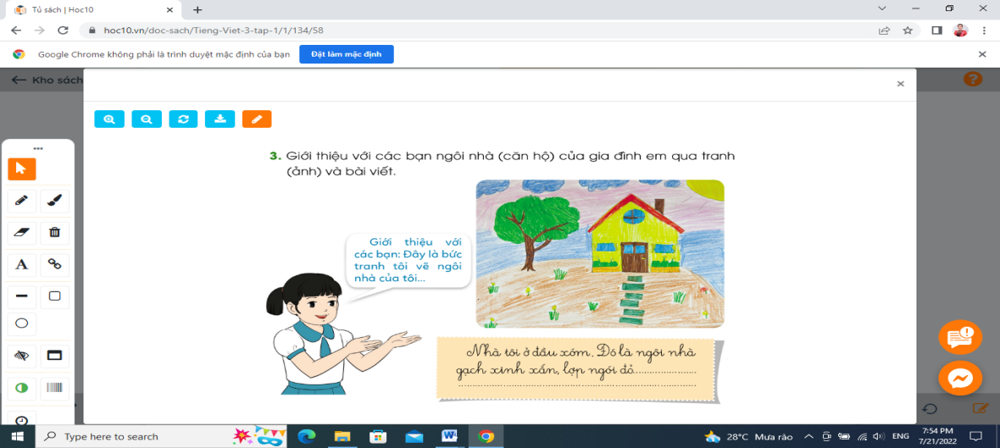 Tủ sách | Hoc10
hoc10.vn/doc-sach/Tieng-Viet-3-tap-1/1/134/58
Google Chrome không phải là trình duyệt mặc định của bạn
Đặt làm mặc định
Kho sách
3. Giới thiệu với các bạn ngôi nhà (căn hộ) của gia đình em qua tranh
(ảnh) và bài viết.
Giới thiệu với
các bạn: Đây là bức
tranh tôi vẽ ngôi
nhà của tôi...
Nhà tôi ở đầu xóm. Đó là ngôi nhà
gạch xinh xắn, lợp ngói đỏ....................
A
Type here to search
28°C Mưa rào
ENG
7:54 PM
7/21/2022